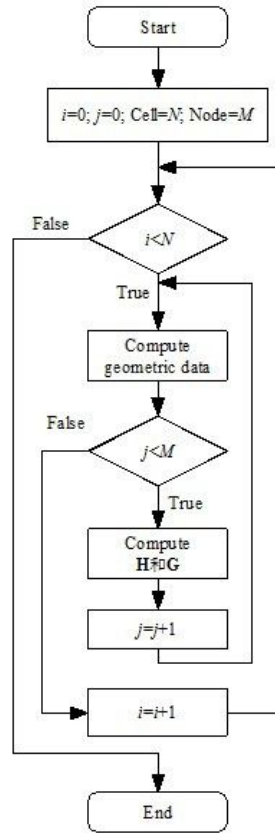 Start
i=0; j=0; Cell=N; Node=M
False
i<N
True
Compute
geometric data
False
j<M
True
Compute
H和G
j=j+1
i=i+1
End